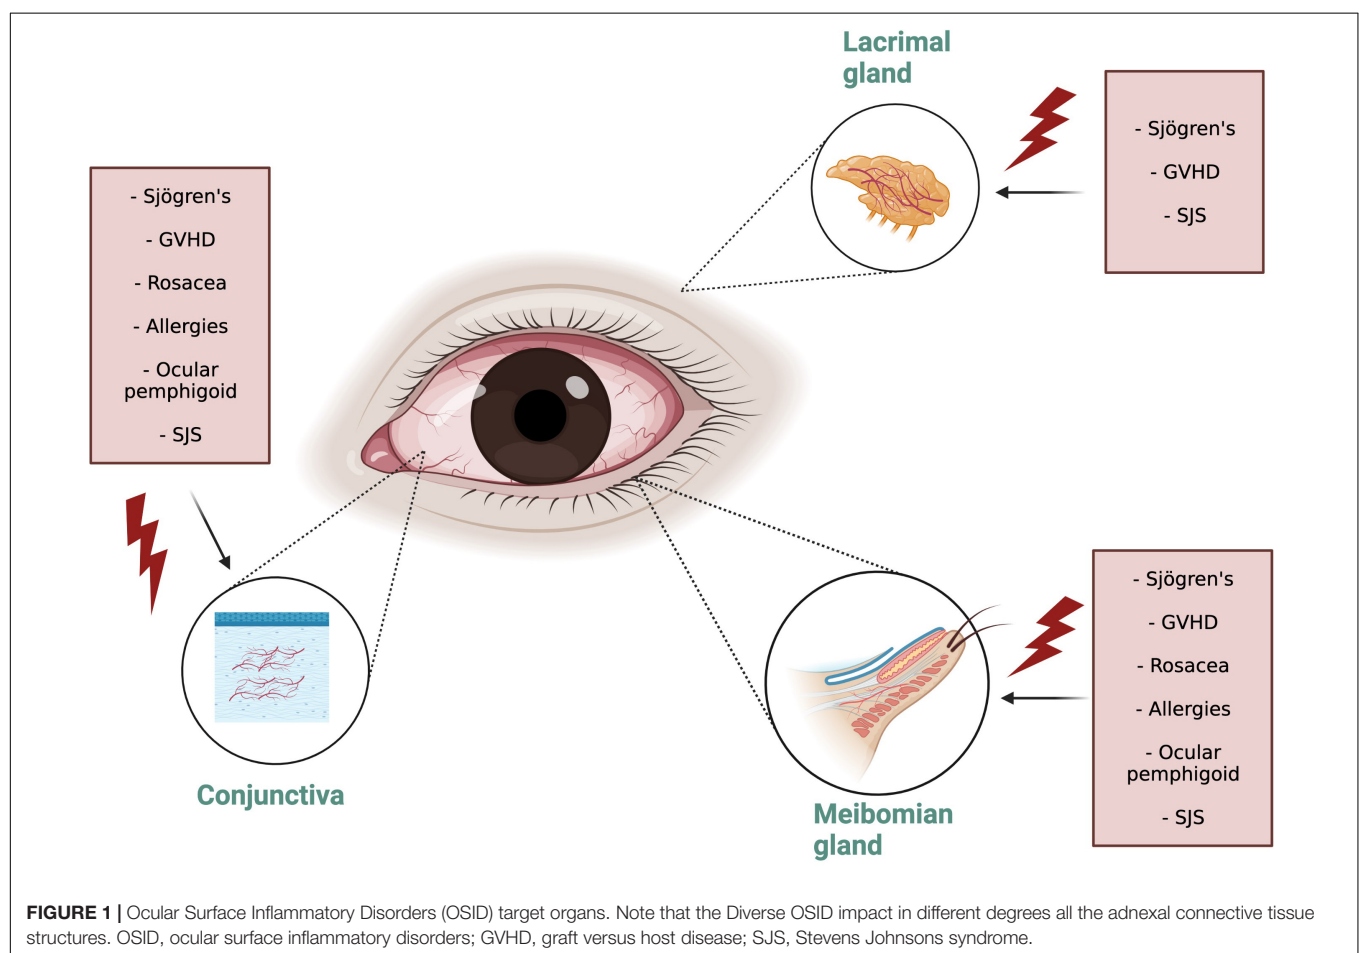 Lacrimal
gland
- Sjögren's
- GVHD
- SJS
- Sjögren's
- GVHD
- Rosacea
- Allergies
- Ocular
pemphigoid
- SJS
Conjunctiva
- Sjögren's
- GVHD
- Rosacea
- Allergies
- Ocular
pemphigoid
- SJS
Meibomian
gland
FIGURE 1 | Ocular Surface Inflammatory Disorders (OSID) target organs. Note that the Diverse OSID impact in different degrees all the adnexal connective tissue
structures. OSID, ocular surface inflammatory disorders; GVHD, graft versus host disease; SJS, Stevens Johnsons syndrome.